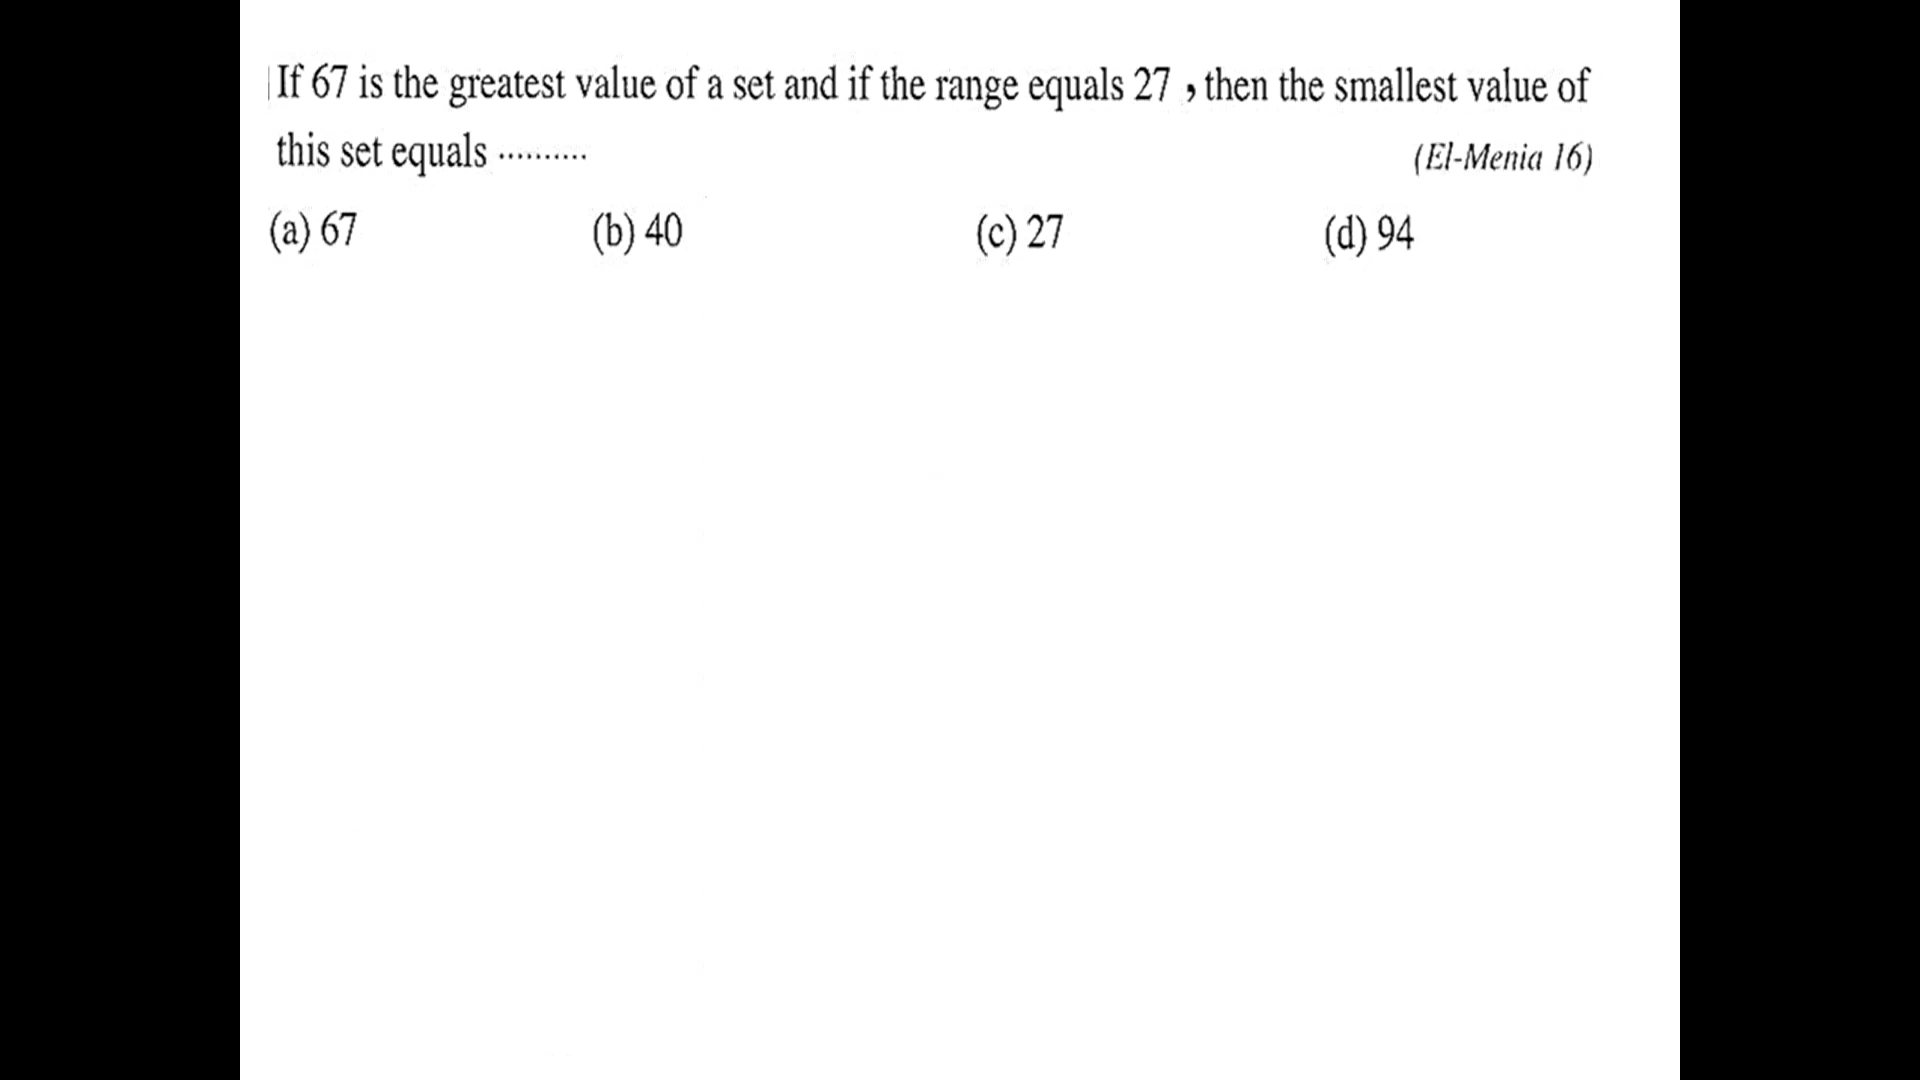 If 67 is the greatest value of a set and if the range equals 27 , then the smallest value of
this set equals ··········
(El-Menia 16)
(a) 67 (b) 40 (c) 27 (d) 94